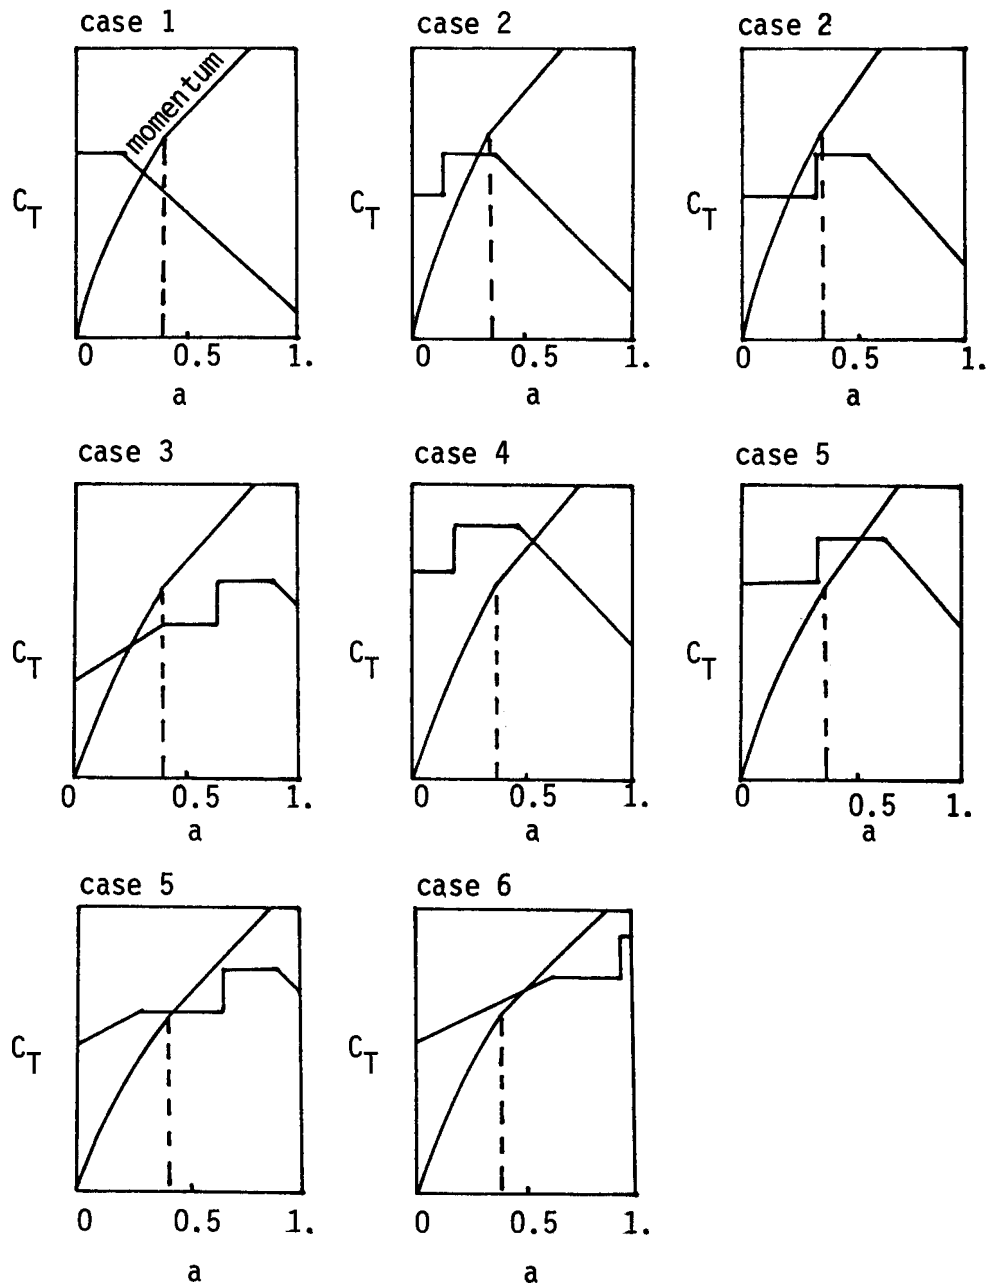 case 1 case 2 case 2
momentum
C_T C_T C_T
0 0.5 1. 0 0.5 1. 0 0.5 1.
a a a
case 3 case 4 case 5
C_T C_T C_T
0 0.5 1. 0 0.5 1. 0 0.5 1.
a a a
case 5 case 6
C_T C_T
0 0.5 1. 0 0.5 1.
a a